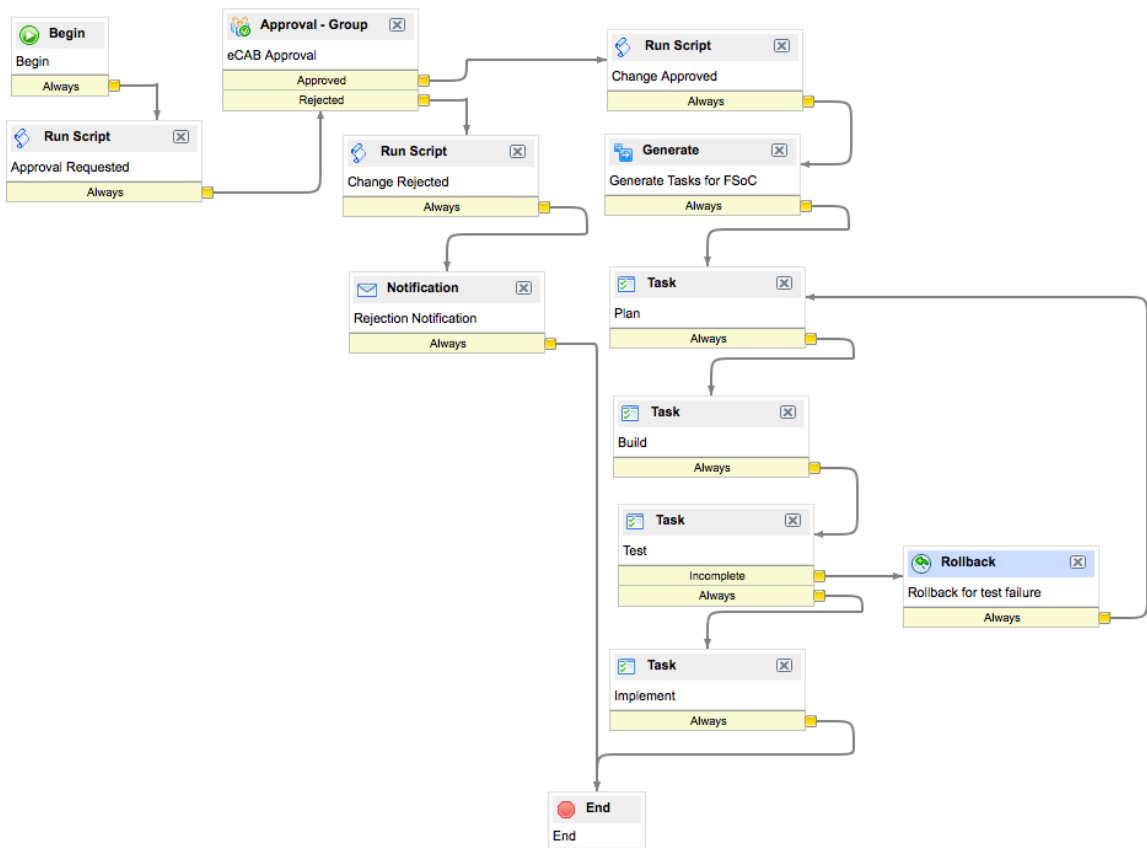 Begin
Begin
Always
Run Script
Approval Requested
Always
Approval - Group
eCAB Approval
Approved
Rejected
Run Script
Change Rejected
Always
Notification
Rejection Notification
Always
Run Script
Change Approved
Always
Generate
Generate Tasks for FSoC
Always
Task
Plan
Always
Task
Build
Always
Task
Test
Incomplete
Always
Rollback
Rollback for test failure
Always
Task
Implement
Always
End
End